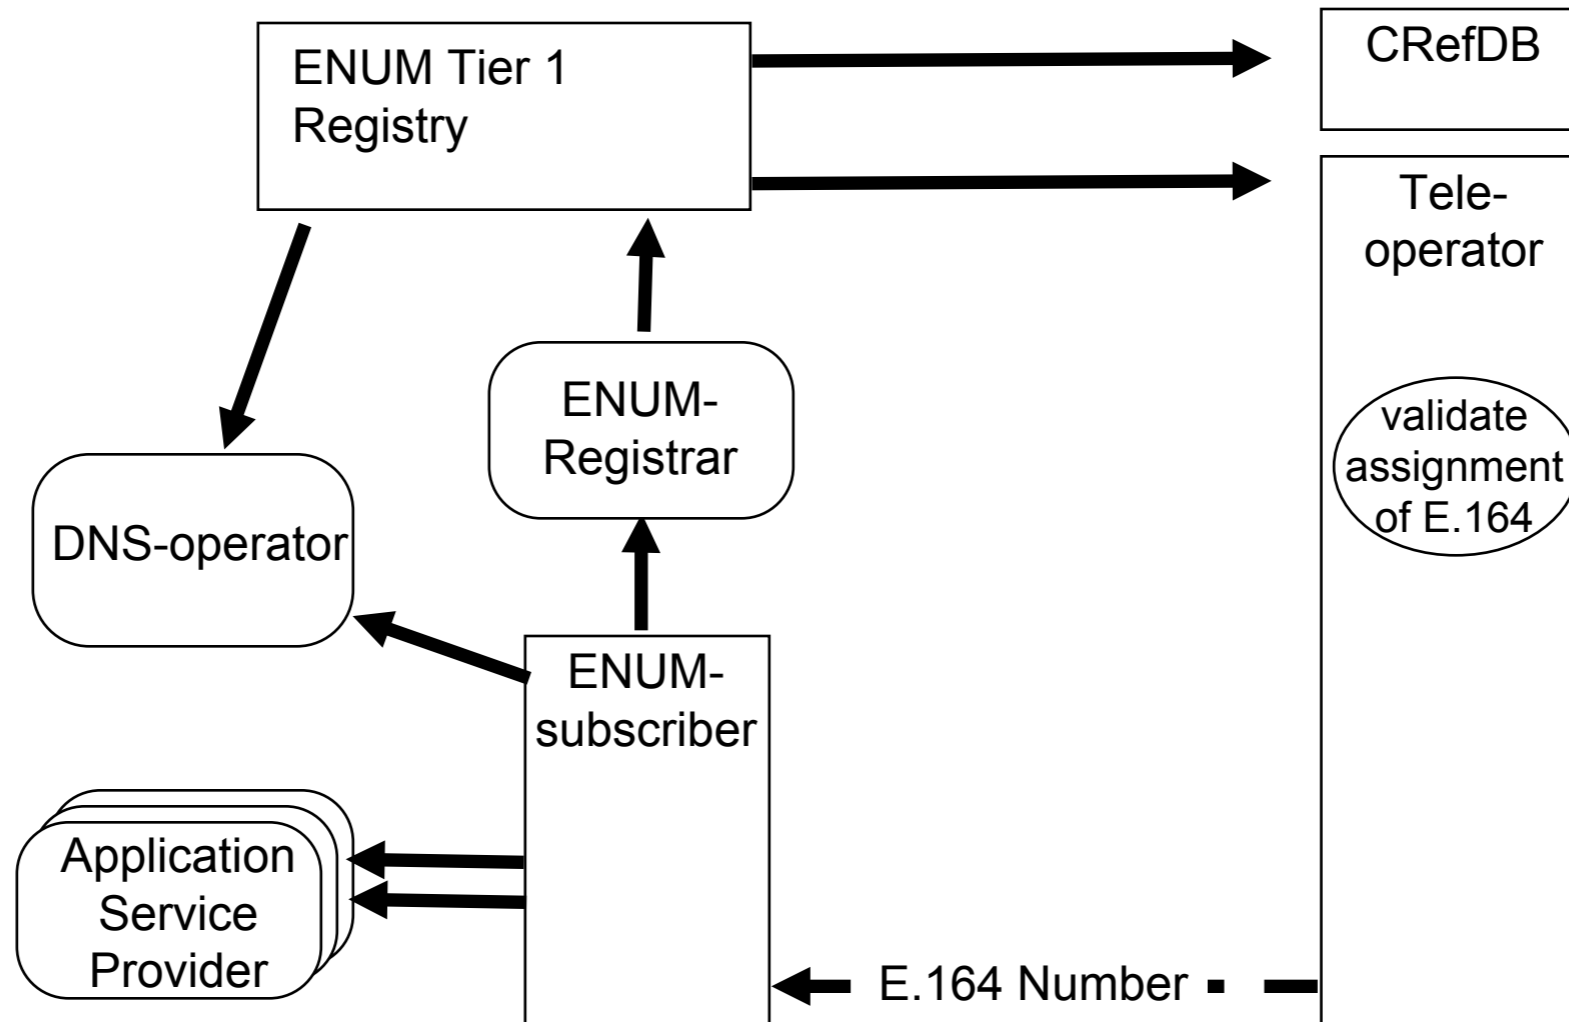 ENUM Tier 1
Registry
CRefDB
Tele-
operator
ENUM-
Registrar
validate
assignment
of E.164
DNS-operator
ENUM-
subscriber
Application
Service
Provider
E.164 Number